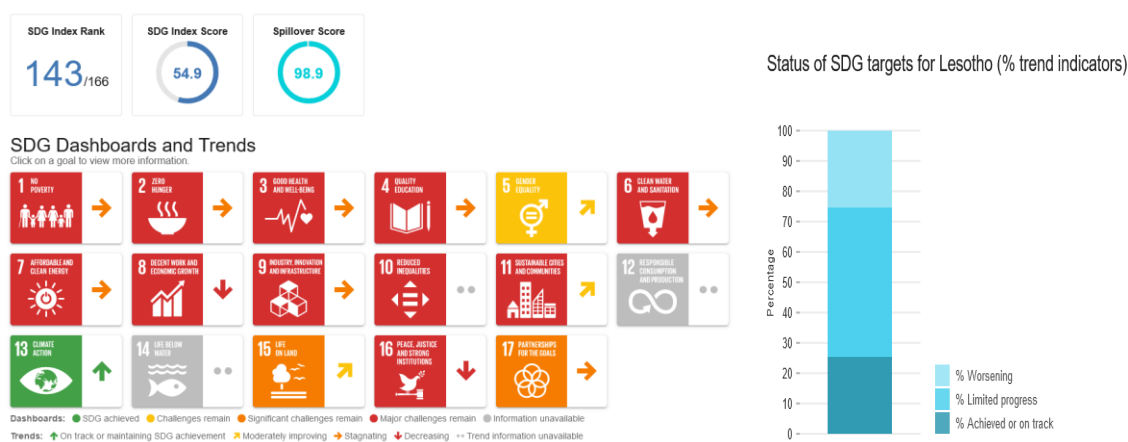 SDG Index Rank
143/166
SDG Index Score
54.9
Spillover Score
98.9
SDG Dashboards and Trends
Click on a goal to view more information.
1 NO
POVERTY
2 ZERO
HUNGER
3 GOOD HEALTH
AND WELL-BEING
4 QUALITY
EDUCATION
5 GENDER
EQUALITY
6 CLEAN WATER
AND SANITATION
7 AFFORDABLE AND
CLEAN ENERGY
8 DECENT WORK AND
ECONOMIC GROWTH
9 INDUSTRY, INNOVATION
AND INFRASTRUCTURE
10 REDUCED
INEQUALITIES
11 SUSTAINABLE CITIES
AND COMMUNITIES
12 RESPONSIBLE
CONSUMPTION
AND PRODUCTION
13 CLIMATE
ACTION
14 LIFE BELOW
WATER
15 LIFE
ON LAND
16 PEACE, JUSTICE
AND STRONG
INSTITUTIONS
17 PARTNERSHIPS
FOR THE GOALS
Dashboards: SDG achieved Challenges remain Significant challenges remain Major challenges remain Information unavailable
Trends: On track or maintaining SDG achievement Moderately improving Stagnating Decreasing Trend information unavailable
Status of SDG targets for Lesotho (% trend indicators)
Percentage
100
90
80
70
60
50
40
30
20
10
0
% Worsening
% Limited progress
% Achieved or on track